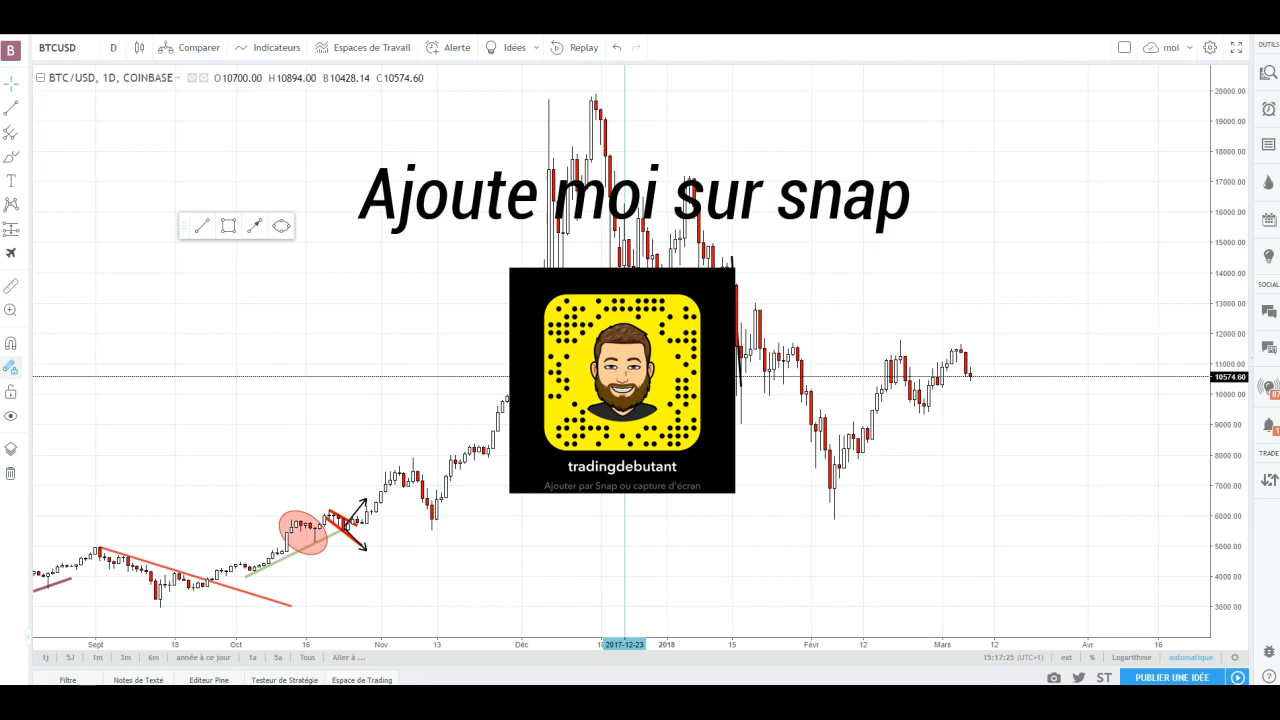 B
BTCUSD
D
Comparer
Indicateurs
Espaces de Travail
Alerte
Idées
Replay
moi
OUTILS
BTC/USD, 1D, COINBASE
O10700.00 H10894.00 B10428.14 C10574.60
Ajoute moi sur snap
tradingdebutant
Ajouter par Snap ou capture d'écran
20000.00
19000.00
18000.00
17000.00
16000.00
15000.00
14000.00
13000.00
12000.00
11000.00
10574.60
10000.00
9000.00
8000.00
7000.00
6000.00
5000.00
4000.00
3000.00
SOCIAL
87
1
TRADE
Sept
18
Oct
16
Nov
13
Déc
2017-12-23
2018
15
Févr
12
Mars
12
Avr
16
1j
5J
1m
3m
6m
année à ce jour
1a
5a
Tous
Aller à ...
15:17:25 (UTC+1)
ext
%
Logarithme
automatique
Filtre
Notes de Texte
Editeur Pine
Testeur de Stratégie
Espace de Trading
ST
PUBLIER UNE IDÉE